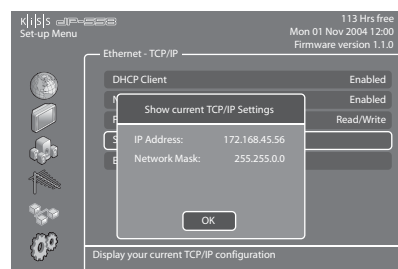 KiSS DP-558
Set-up Menu
113 Hrs free
Mon 01 Nov 2004 12:00
Firmware version 1.1.0
Ethernet - TCP/IP
DHCP Client Enabled
N Enabled
F Read/Write
S
E
Show current TCP/IP Settings
IP Address: 172.168.45.56
Network Mask: 255.255.0.0
OK
Display your current TCP/IP configuration